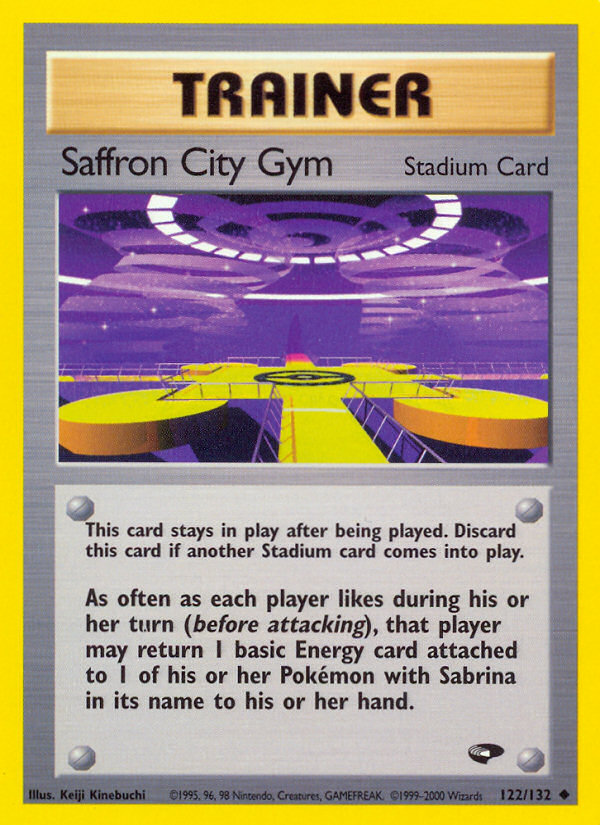 TRAINER
Saffron City Gym Stadium Card
This card stays in play after being played. Discard
this card if another Stadium card comes into play.
As often as each player likes during his or
her turn (before attacking), that player
may return 1 basic Energy card attached
to 1 of his or her Pokémon with Sabrina
in its name to his or her hand.
Illus. Keiji Kinebuchi ©1995, 96, 98 Nintendo, Creatures, GAMEFREAK. ©1999-2000 Wizards 122/132